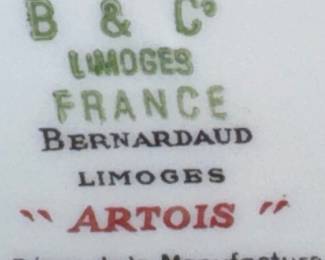 B & Cº
LIMOGES
FRANCE
BERNARDAUD
LIMOGES
" ARTOIS "